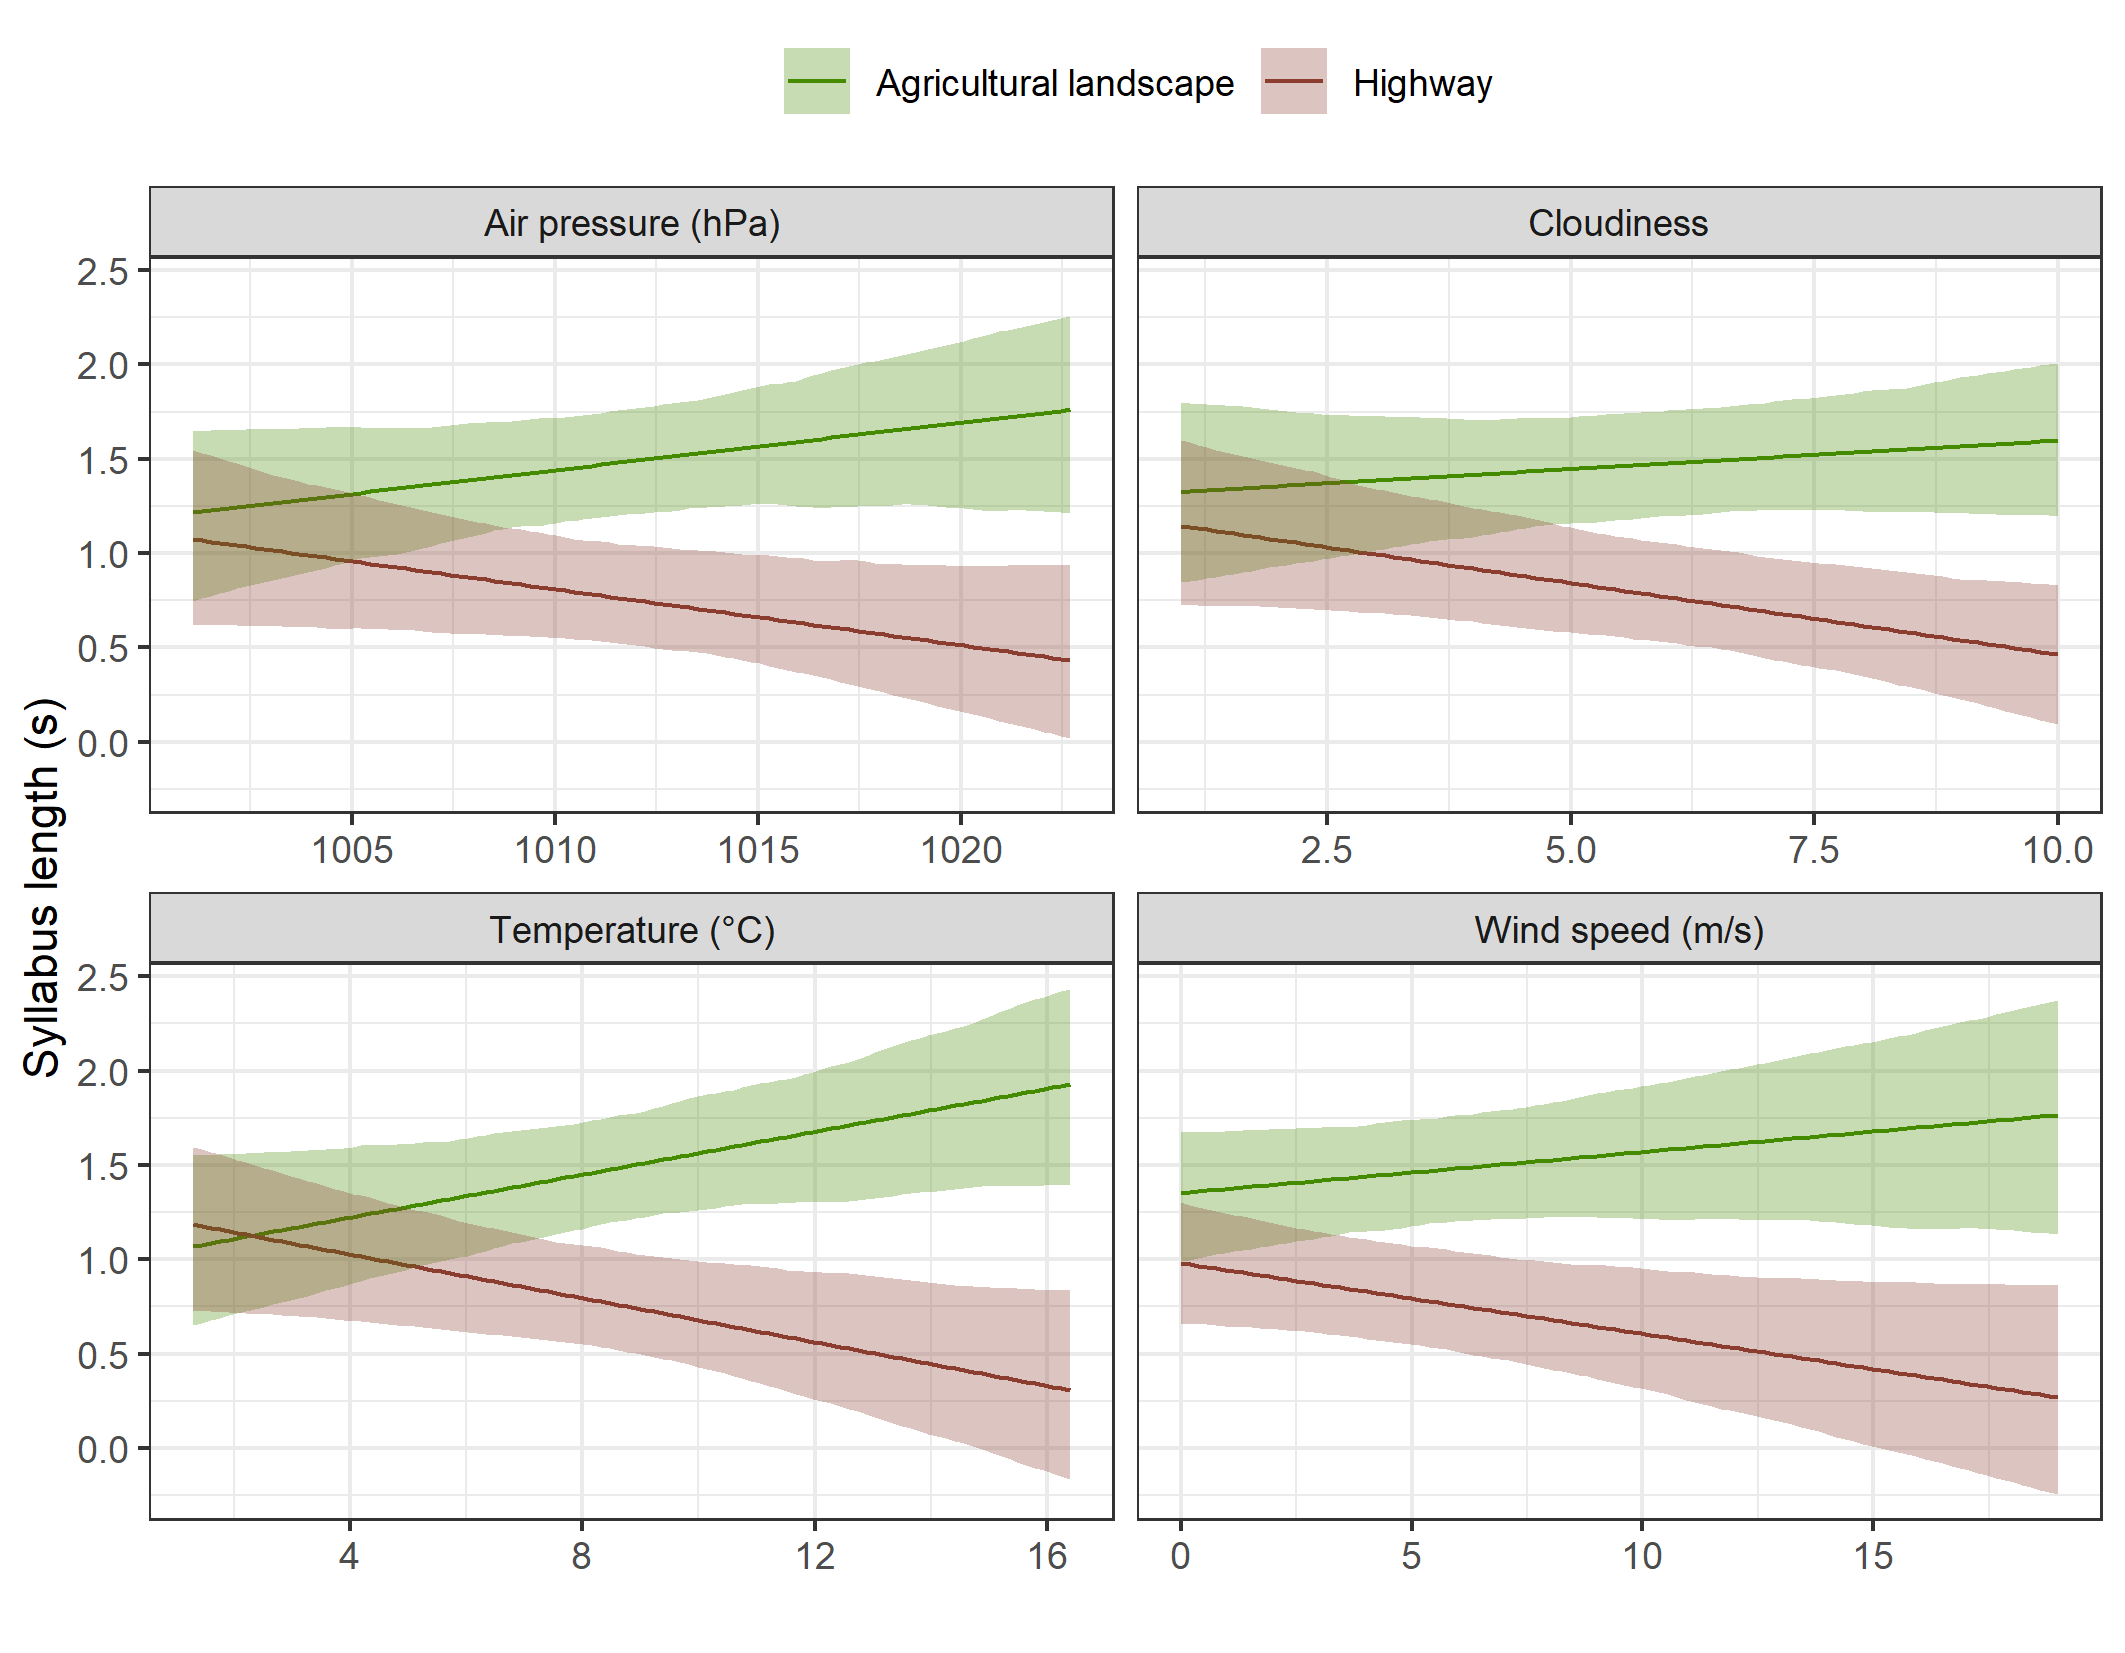 Agricultural landscape Highway
Air pressure (hPa) Cloudiness
2.5
2.0
1.5
1.0
0.5
0.0
1005 1010 1015 1020 2.5 5.0 7.5 10.0
Syllabus length (s)
Temperature (°C) Wind speed (m/s)
2.5
2.0
1.5
1.0
0.5
0.0
4 8 12 16 0 5 10 15